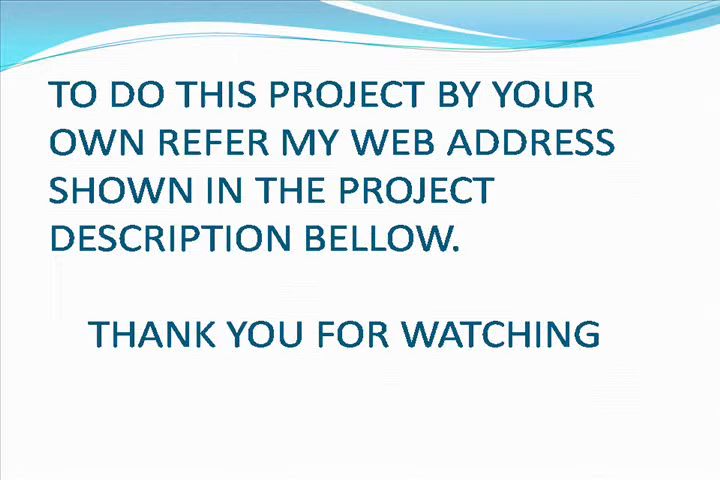 TO DO THIS PROJECT BY YOUR
OWN REFER MY WEB ADDRESS
SHOWN IN THE PROJECT
DESCRIPTION BELLOW.
THANK YOU FOR WATCHING